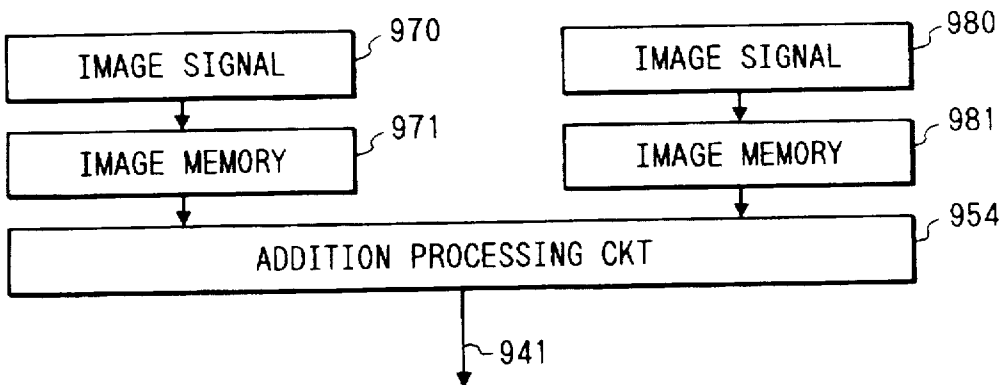 970
IMAGE SIGNAL
980
IMAGE SIGNAL
971
IMAGE MEMORY
981
IMAGE MEMORY
954
ADDITION PROCESSING CKT
941